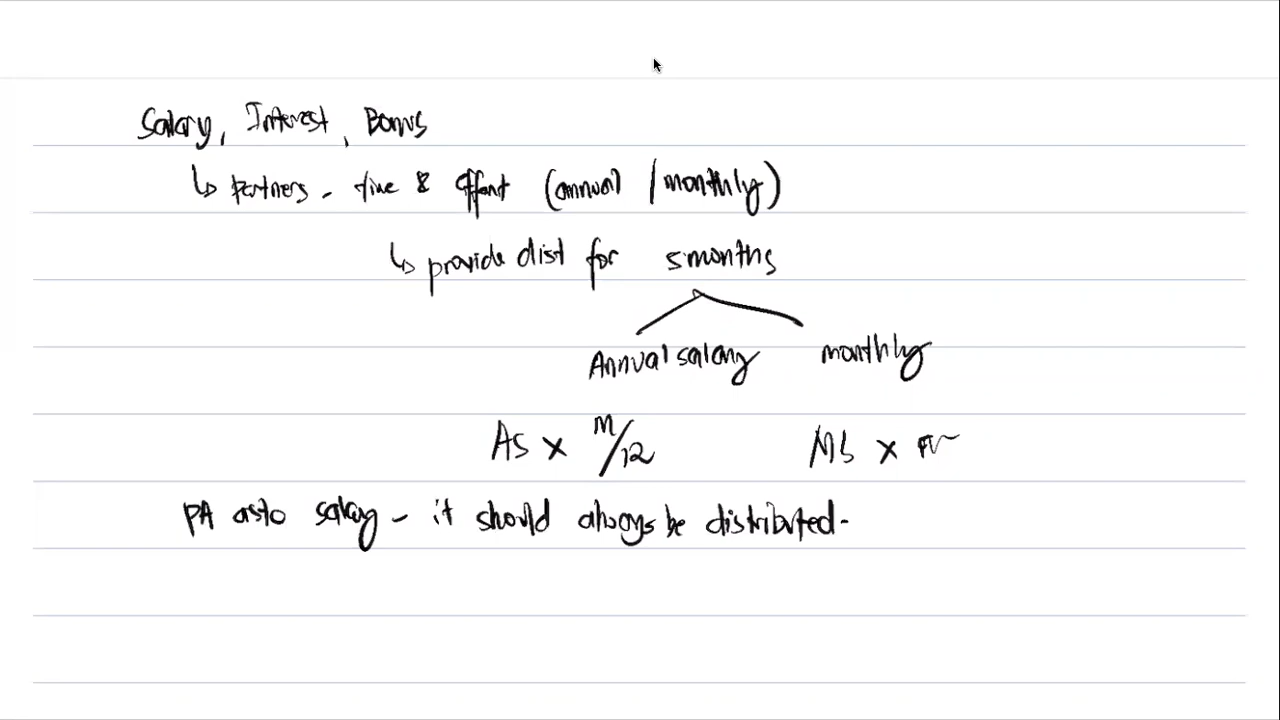 Salary, Interest, Bonus
↳ partners - time & effort (annual / monthly)
↳ provide dist for 5 months
Annual salary monthly
AS × M/12 MS ×
PA as to salary - it should always be distributed.